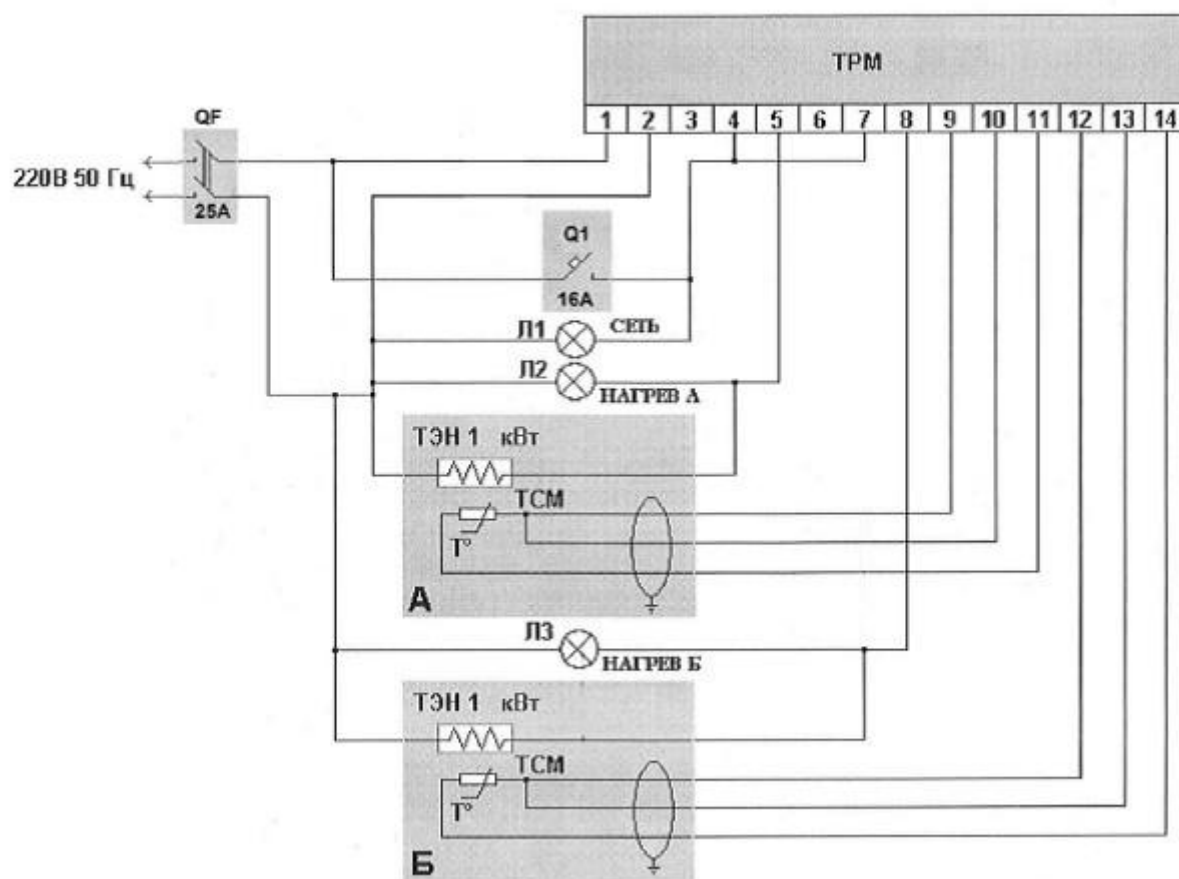 ТРМ
1 2 3 4 5 6 7 8 9 10 11 12 13 14
QF
220В 50 Гц
25А
Q1
16А
Л1
СЕТЬ
Л2
НАГРЕВ А
ТЭН 1 кВт
ТСМ
Т°
А
Л3
НАГРЕВ Б
ТЭН 1 кВт
ТСМ
Т°
Б